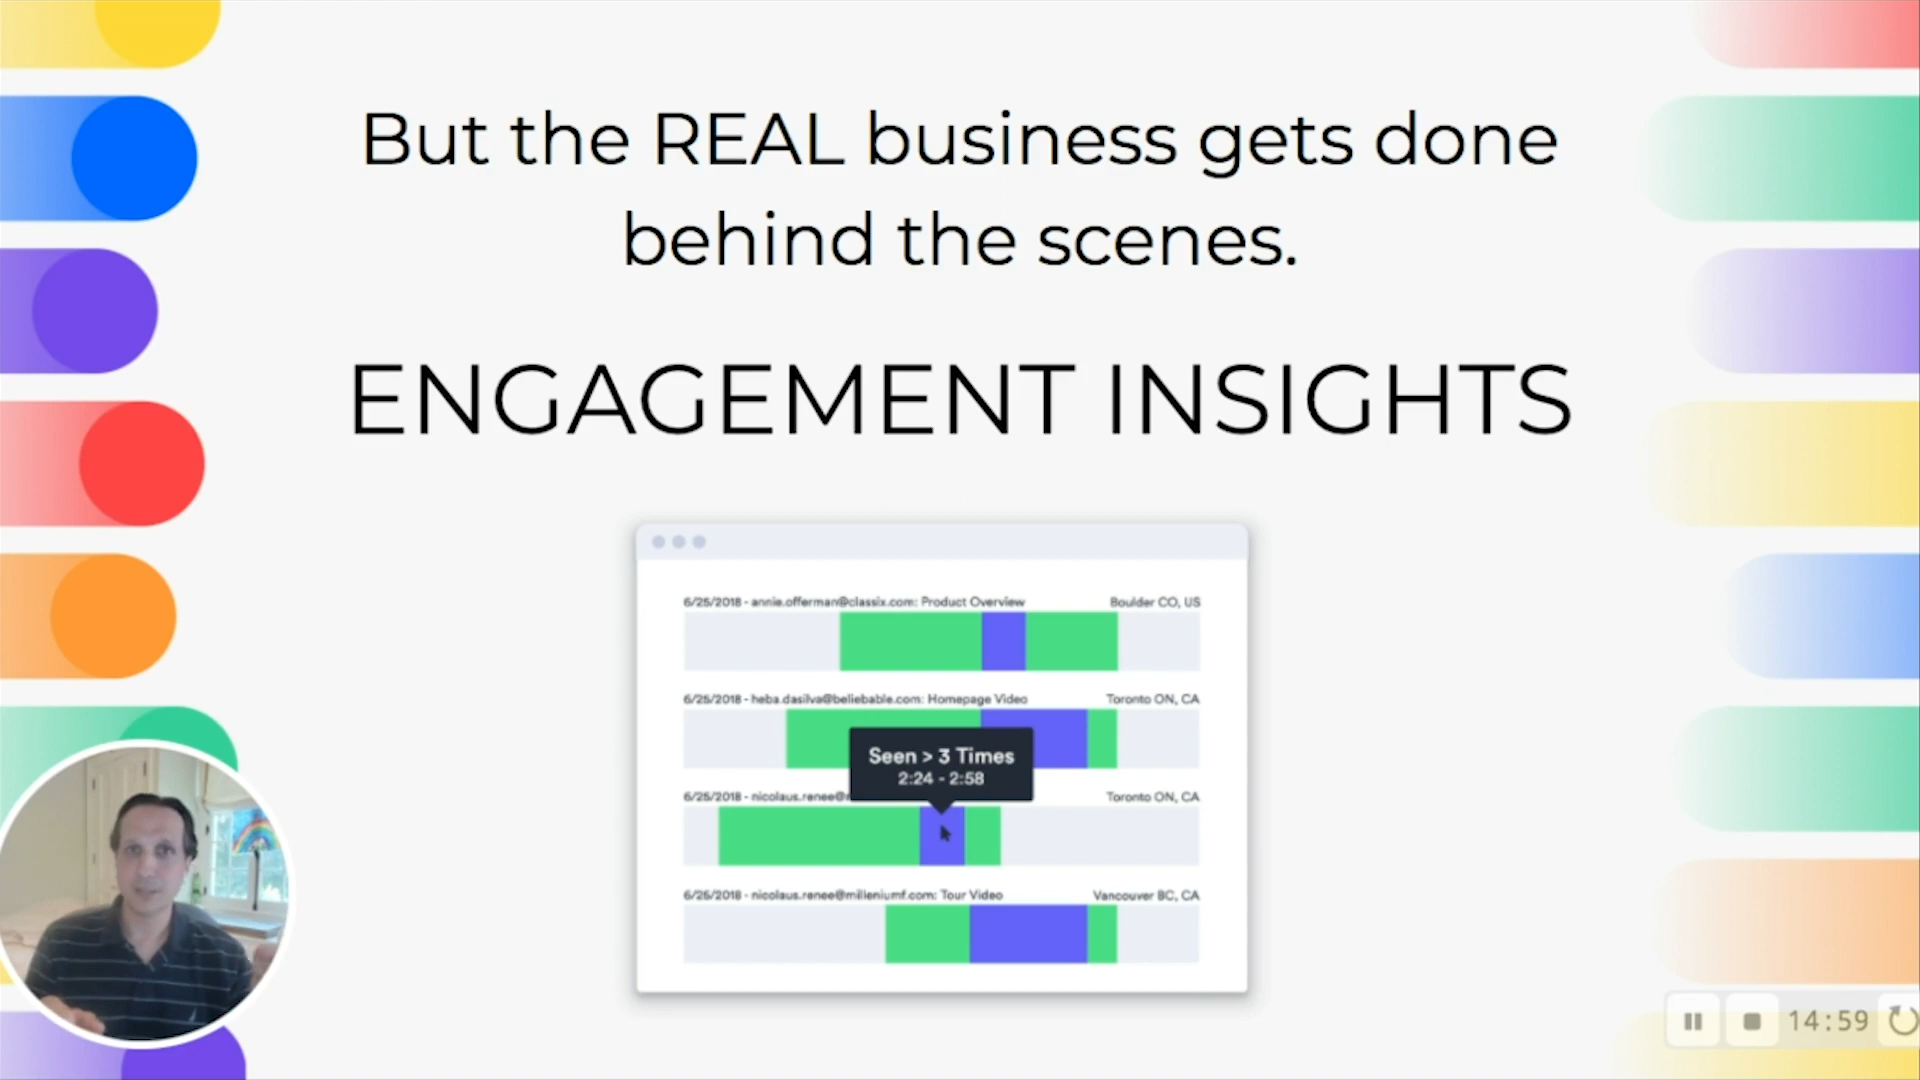 But the REAL business gets done
behind the scenes.
ENGAGEMENT INSIGHTS
6/25/2018 - annie.offerman@classix.com: Product Overview Boulder CO, US
6/25/2018 - heba.dasilva@beliebable.com: Homepage Video Toronto ON, CA
Seen > 3 Times
2:24 - 2:58
6/25/2018 - nicolaus.renee@ Toronto ON, CA
6/25/2018 - nicolaus.renee@milleniumf.com: Tour Video Vancouver BC, CA
14:59